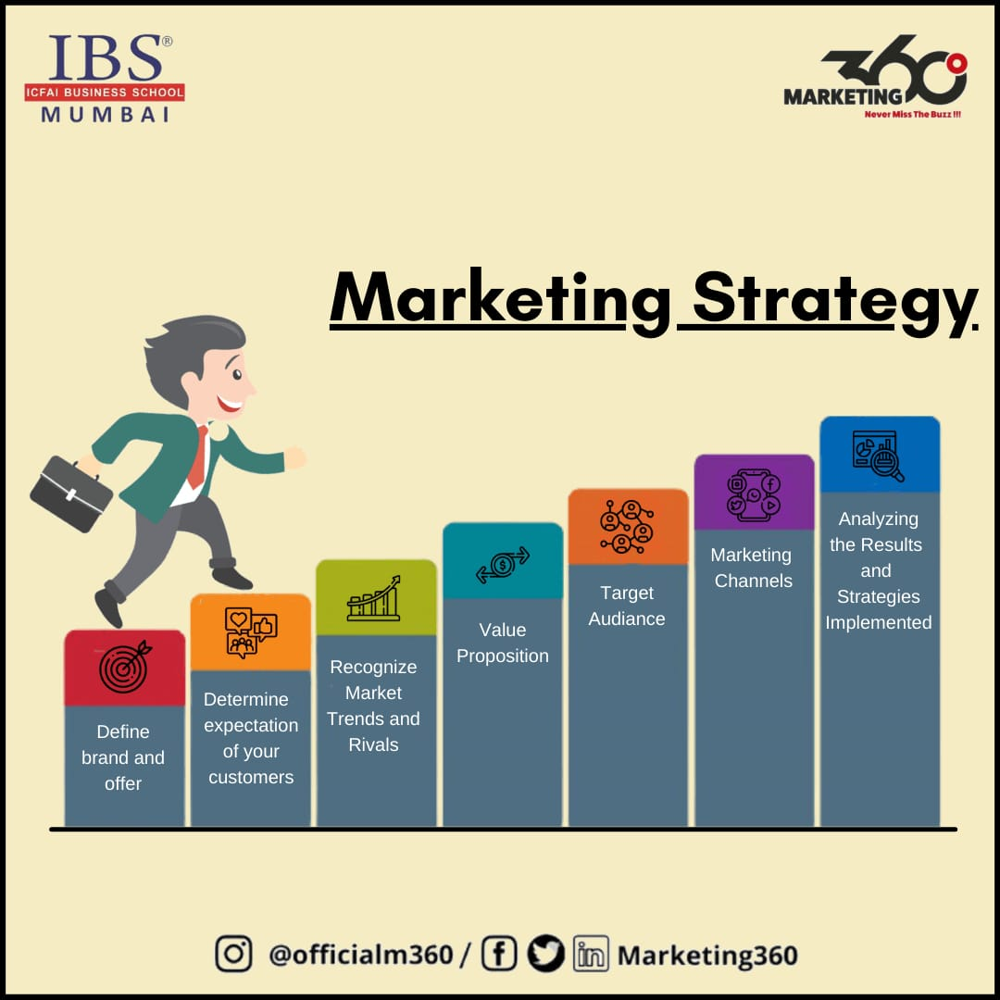 IBS®
ICFAI BUSINESS SCHOOL
MUMBAI
360
MARKETING
Never Miss The Buzz !!!
Marketing Strategy
Define
brand and
offer
Determine
expectation
of your
customers
Recognize
Market
Trends and
Rivals
Value
Proposition
Target
Audiance
Marketing
Channels
Analyzing
the Results
and
Strategies
Implemented
@officialm360 / Marketing360